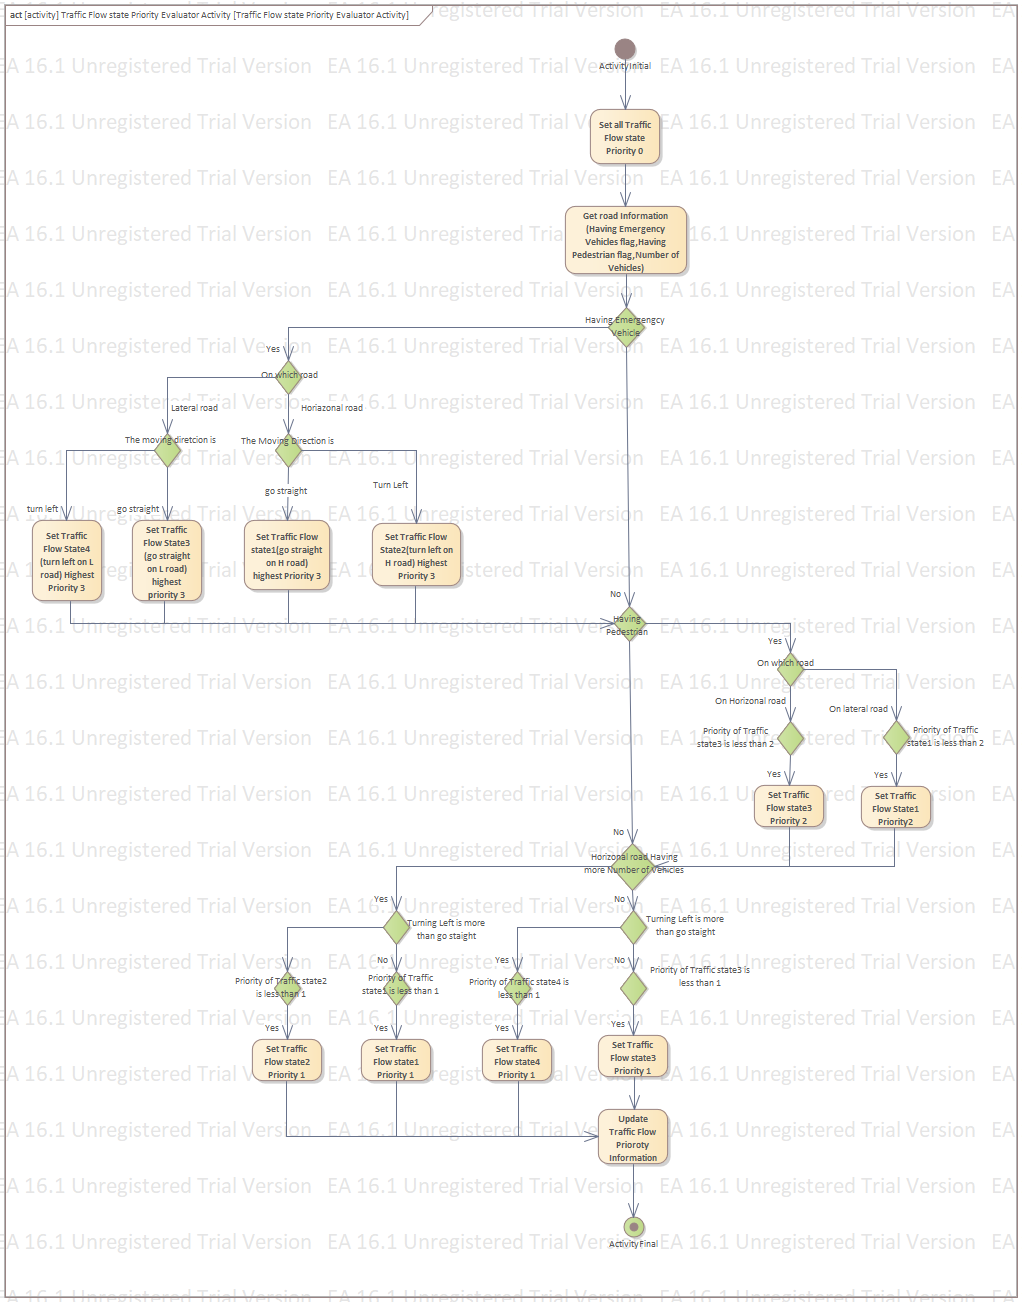 act [activity] Traffic Flow state Priority Evaluator Activity [Traffic Flow state Priority Evaluator Activity]
EA 16.1 Unregistered Trial Version
ActivityInitial
Set all Traffic
Flow state
Priority 0
Get road Information
(Having Emergency
Vehicles flag,Having
Pedestrian flag,Number of
Vehicles)
Having Emergengcy
Vehicle
Yes
On which road
Lateral road
Horiazonal road
The moving diretcion is
The Moving Direction is
turn left
go straight
go straight
Turn Left
Set Traffic
Flow State4
(turn left on L
road) Highest
Priority 3
Set Traffic
Flow State3
(go straight
on L road)
highest
priority 3
Set Traffic Flow
state1(go straight
on H road)
highest Priority 3
Set Traffic Flow
State2(turn left on
H road) Highest
Priority 3
No
Having
Pedestrian
Yes
On which road
On Horizonal road
On lateral road
Priority of Traffic
state3 is less than 2
Priority of Traffic
state1 is less than 2
Yes
Yes
Set Traffic
Flow state3
Priority 2
Set Traffic
Flow State1
Priority2
No
Horizonal road Having
more Number of Vehicles
Yes
No
Turning Left is more
than go staight
Turning Left is more
than go staight
No
Yes
No
Priority of Traffic state2
is less than 1
Priority of Traffic
state1 is less than 1
Priority of Traffic state4 is
less than 1
Priority of Traffic state3 is
less than 1
Yes
Yes
Yes
Yes
Set Traffic
Flow state2
Priority 1
Set Traffic
Flow state1
Priority 1
Set Traffic
Flow state4
Priority 1
Set Traffic
Flow state3
Priority 1
Update
Traffic Flow
Prioroty
Information
ActivityFinal